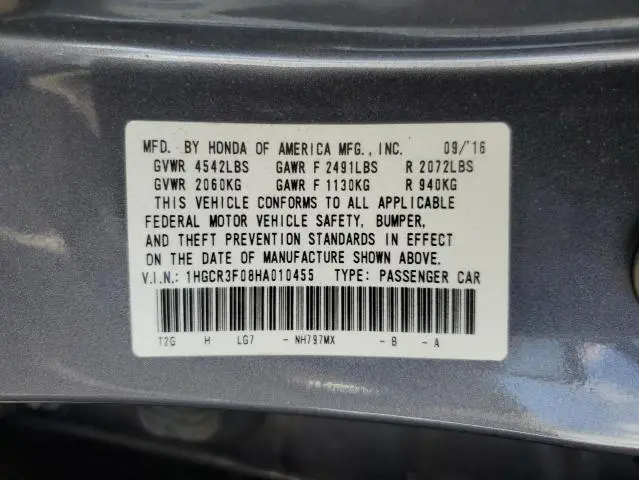 MFD. BY HONDA OF AMERICA MFG., INC. 09/'16
GVWR 4542LBS GAWR F 2491LBS R 2072LBS
GVWR 2060KG GAWR F 1130KG R 940KG
THIS VEHICLE CONFORMS TO ALL APPLICABLE
FEDERAL MOTOR VEHICLE SAFETY, BUMPER,
AND THEFT PREVENTION STANDARDS IN EFFECT
ON THE DATE OF MANUFACTURE SHOWN ABOVE.
V.I.N.: 1HGCR3F08HA010455 TYPE: PASSENGER CAR
T2G H LG7 - NH797MX - B - A